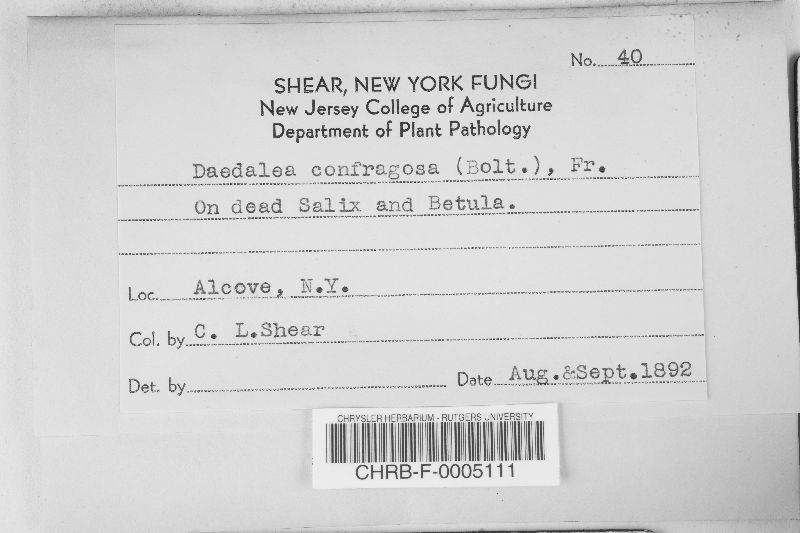 No. 40
SHEAR, NEW YORK FUNGI
New Jersey College of Agriculture
Department of Plant Pathology
Daedalea confragosa (Bolt.), Fr.
On dead Salix and Betula.
Loc. Alcove, N.Y.
Col. by C. L.Shear
Det. by Date Aug.&Sept.1892
CHRYSLER HERBARIUM - RUTGERS UNIVERSITY
CHRB-F-0005111